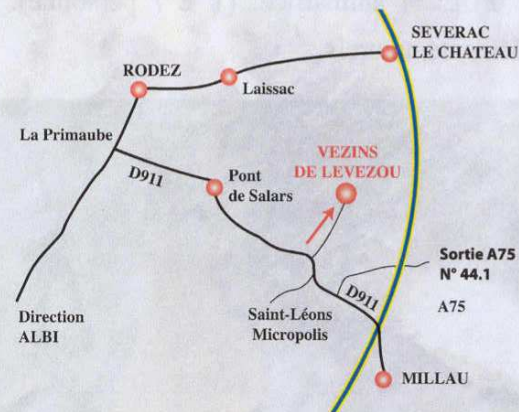 SEVERAC
LE CHATEAU
RODEZ
Laissac
La Primaube
VEZINS
DE LEVEZOU
D911
Pont
de Salars
Sortie A75
N° 44.1
D911
A75
Direction
ALBI
Saint-Léons
Micropolis
MILLAU